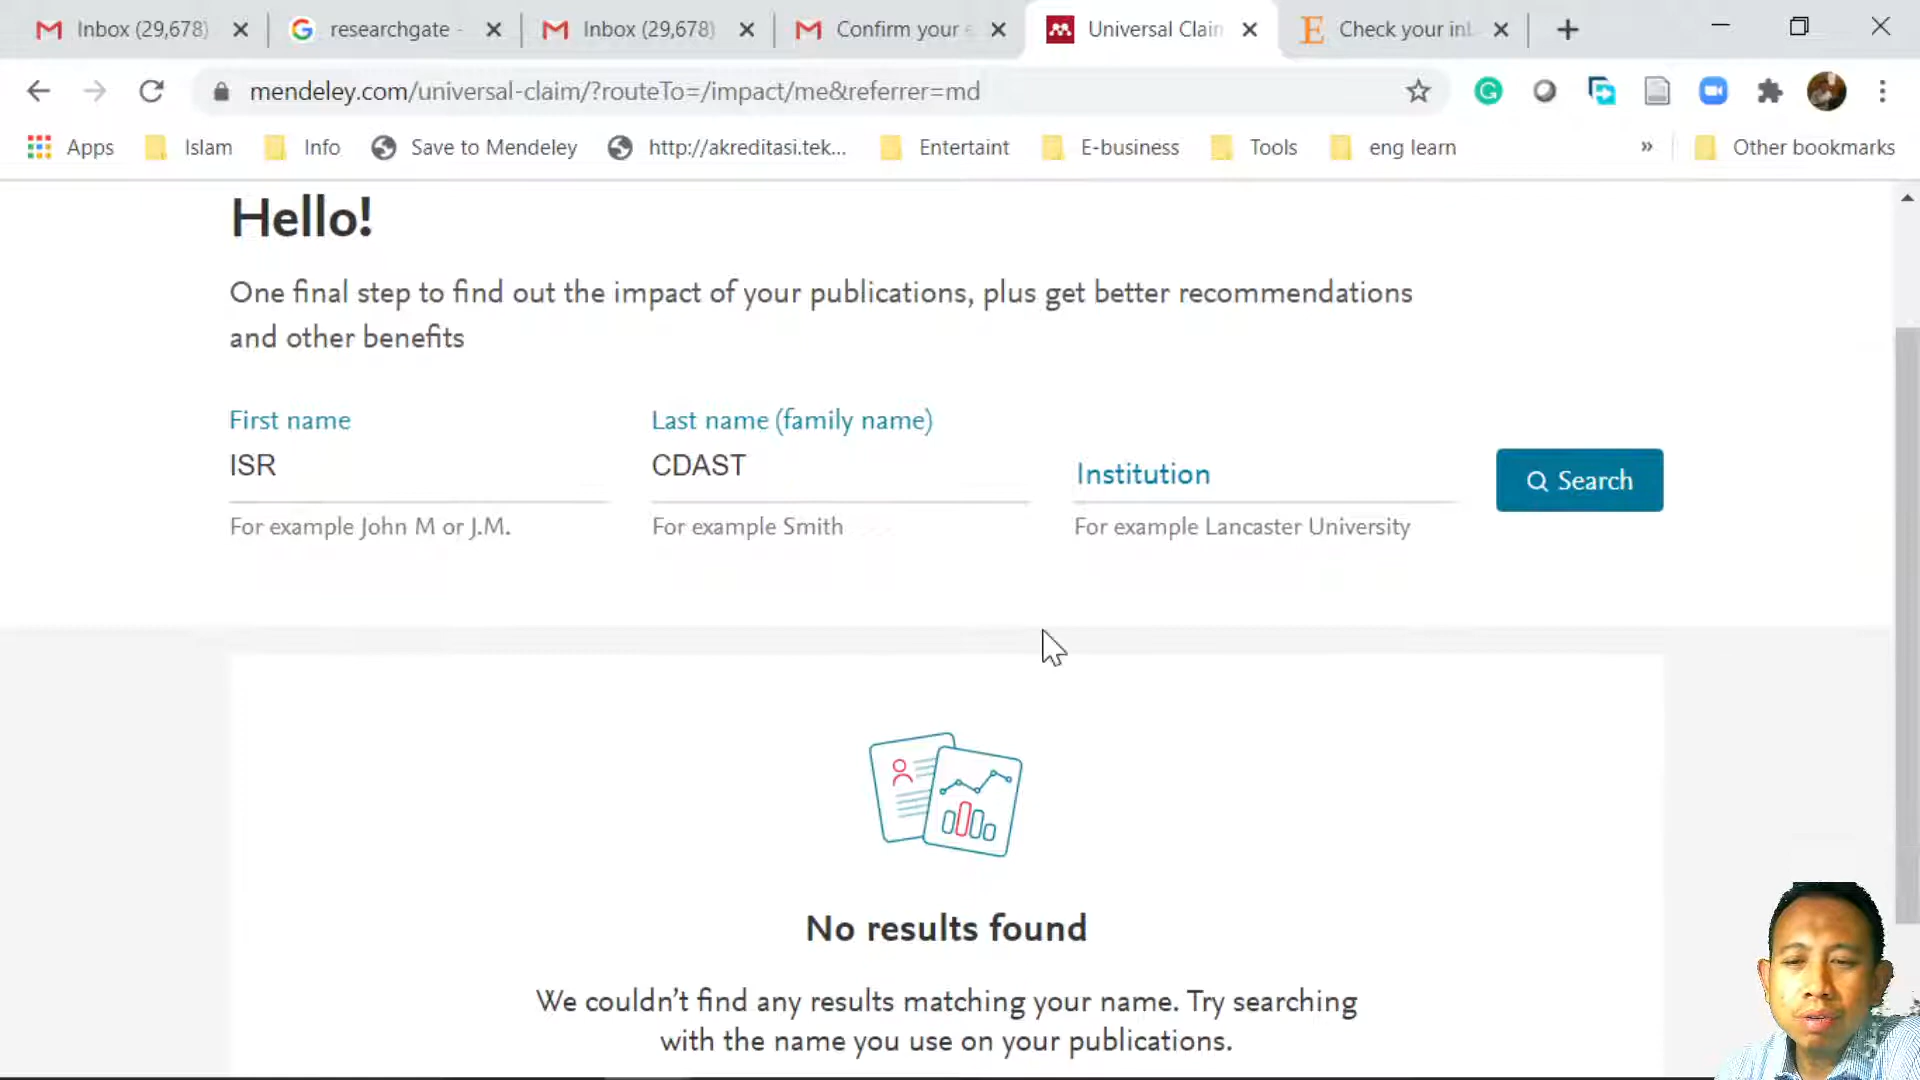 Inbox (29,678)
researchgate -
Inbox (29,678)
Confirm your e
Universal Clain
Check your int
mendeley.com/universal-claim/?routeTo=/impact/me&referrer=md
Apps
Islam
Info
Save to Mendeley
http://akreditasi.tek...
Entertaint
E-business
Tools
eng learn
»
Other bookmarks
Hello!
One final step to find out the impact of your publications, plus get better recommendations
and other benefits
First name
Last name (family name)
ISR
CDAST
Institution
Search
For example John M or J.M.
For example Smith
For example Lancaster University
No results found
We couldn't find any results matching your name. Try searching
with the name you use on your publications.